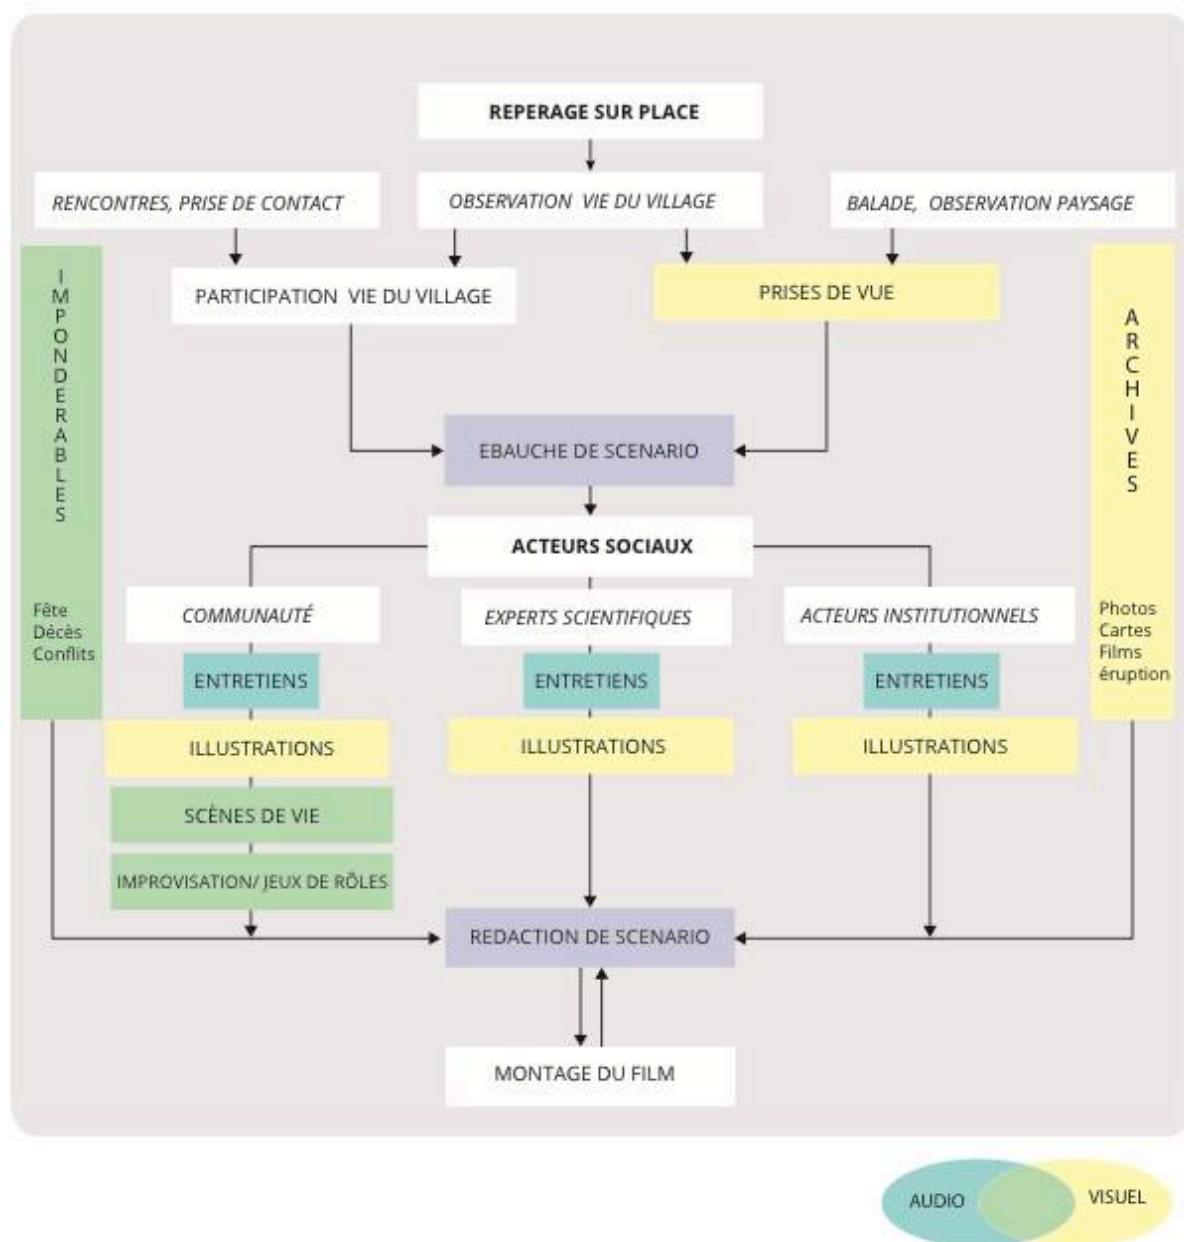 REPERAGE SUR PLACE
RENCONTRES, PRISE DE CONTACT
OBSERVATION VIE DU VILLAGE
BALADE, OBSERVATION PAYSAGE
IMPONDERABLES
PARTICIPATION VIE DU VILLAGE
PRISES DE VUE
ARCHIVES
EBAUCHE DE SCENARIO
ACTEURS SOCIAUX
Fête
Décès
Conflits
COMMUNAUTÉ
EXPERTS SCIENTIFIQUES
ACTEURS INSTITUTIONNELS
Photos
Cartes
Films
éruption
ENTRETIENS
ENTRETIENS
ENTRETIENS
ILLUSTRATIONS
ILLUSTRATIONS
ILLUSTRATIONS
SCÈNES DE VIE
IMPROVISATION/ JEUX DE RÔLES
REDACTION DE SCENARIO
MONTAGE DU FILM
AUDiO
VISUEL